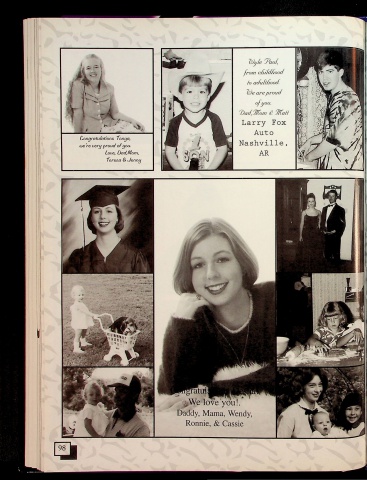 Congratulations Tonya,
we're very proud of you.
Love, Dad, Mom,
Teresa & Jenny
Clyde Paul,
from childhood
to adulthood
We are proud
of you.
Dad, Mom & Matt
Larry Fox
Auto
Nashville,
AR
We love you!
Daddy, Mama, Wendy,
Ronnie, & Cassie
98